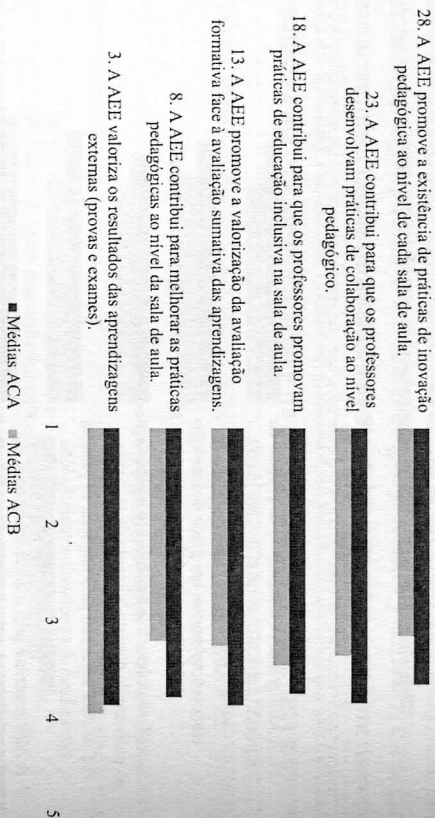 28. A AEE promove a existência de práticas de inovação
pedagógica ao nível de cada sala de aula.
23. A AEE contribui para que os professores
desenvolvam práticas de colaboração ao nível
pedagógico.
18. A AEE contribui para que os professores promovam
práticas de educação inclusiva na sala de aula.
13. A AEE promove a valorização da avaliação
formativa face à avaliação sumativa das aprendizagens.
8. A AEE contribui para melhorar as práticas
pedagógicas ao nível da sala de aula.
3. A AEE valoriza os resultados das aprendizagens
externas (provas e exames).
1 2 3 4 5
Médias ACA Médias ACB